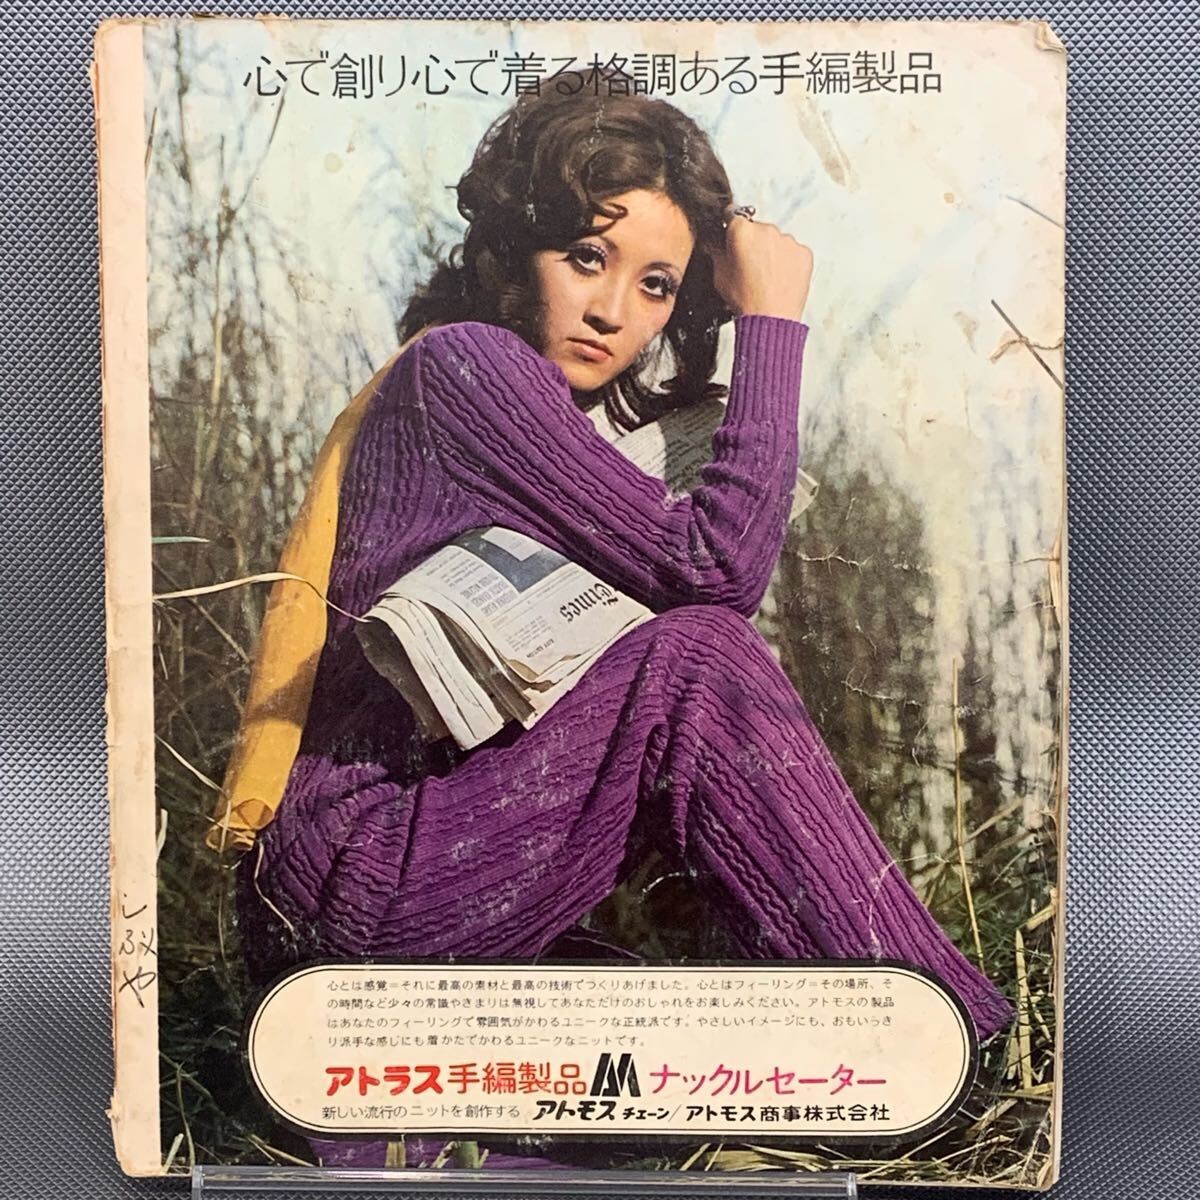 心で創り心で着る格調ある手編製品
Times
しぶや
心とは感覚＝それに最高の素材と最高の技術でつくりあげました。心とはフィーリング＝その場所、そ
の時間など少々の常識やきまりは無視してあなただけのおしゃれをお楽しみください。アトモスの製品
はあなたのフィーリングで雰囲気がかわるユニークな正統派です。やさしいイメージにも、おもいっき
り派手な感じにも着かたでかわるユニークなニットです。
アトラス手編製品 ナックルセーター
新しい流行のニットを創作する アトモスチェーン/アトモス商事株式会社